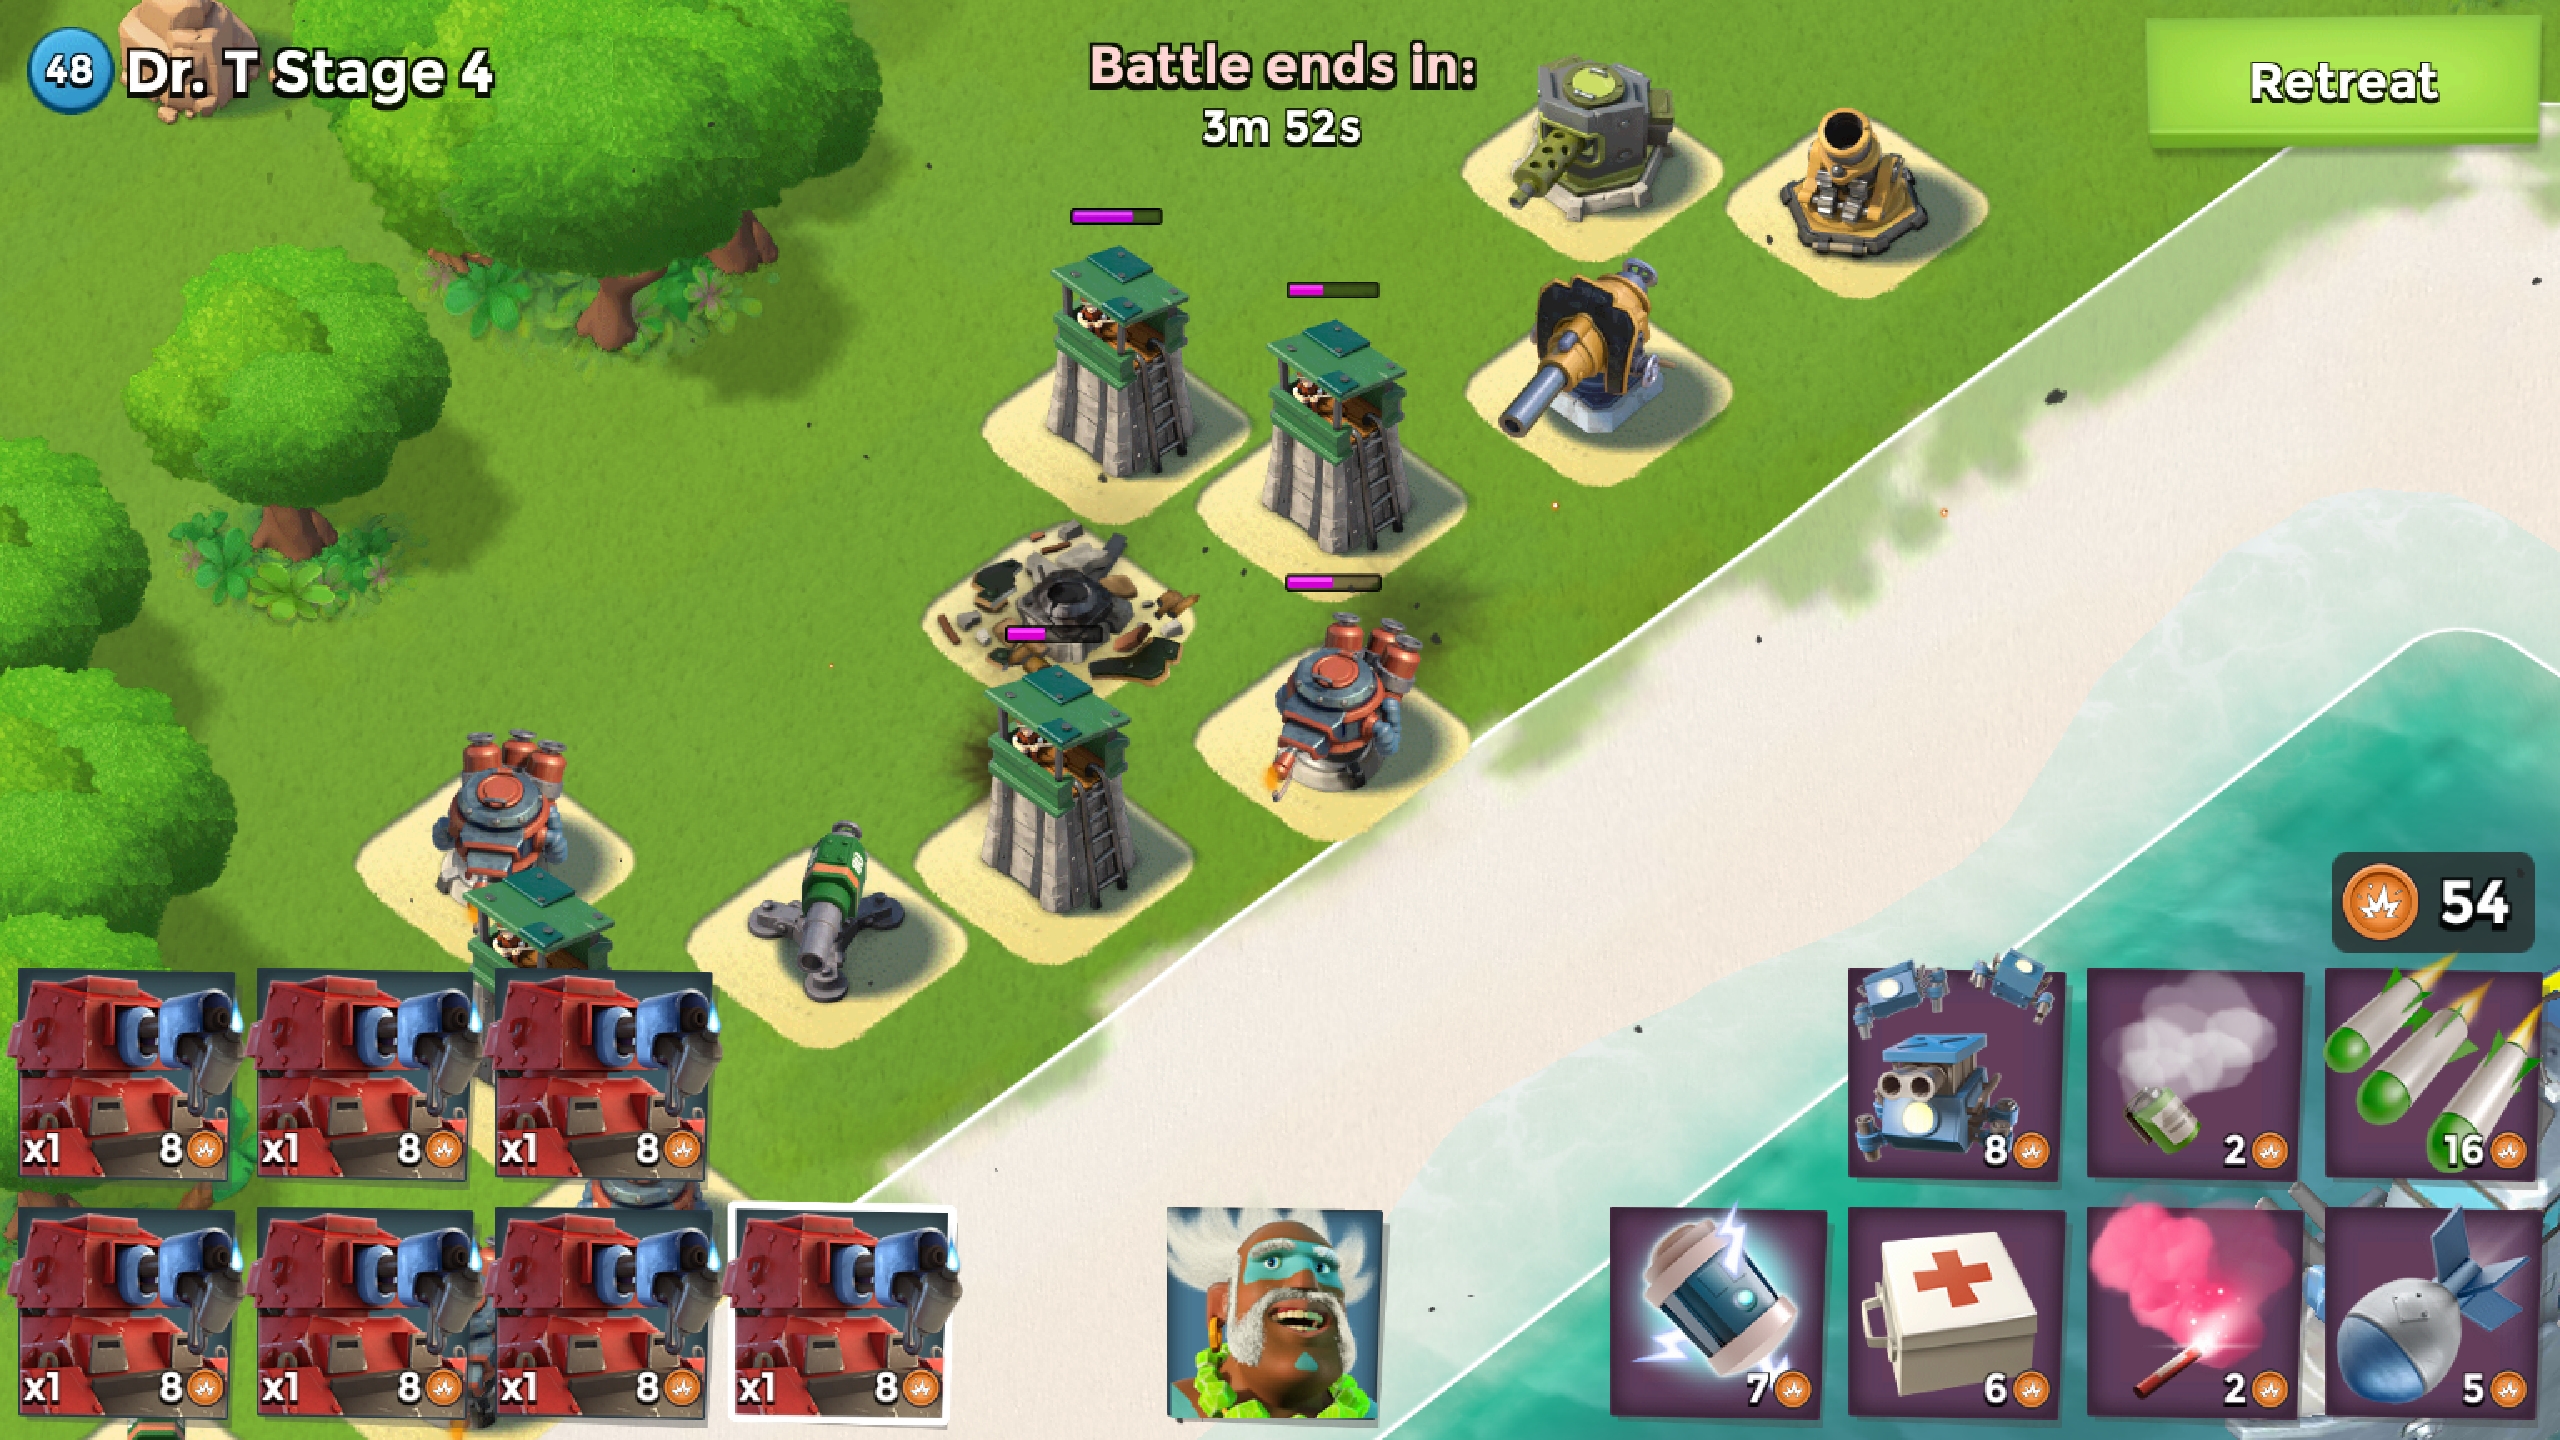 48 Dr. T Stage 4
Battle ends in:
3m 52s
Retreat
54
x1 8
x1 8
x1 8
8
2
16
x1 8
x1 8
x1 8
x1 8
7
6
2
5